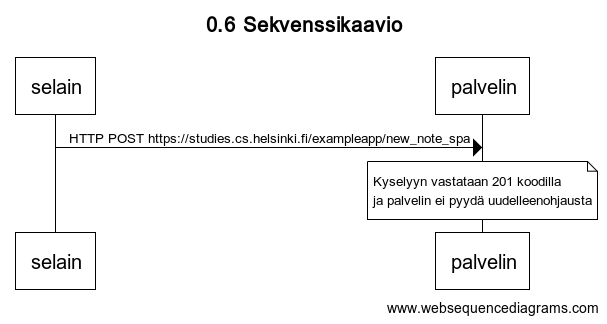 0.6 Sekvenssikaavio
selain
palvelin
HTTP POST https://studies.cs.helsinki.fi/exampleapp/new_note_spa
Kyselyyn vastataan 201 koodilla
ja palvelin ei pyydä uudelleenohjausta
selain
palvelin
www.websequencediagrams.com